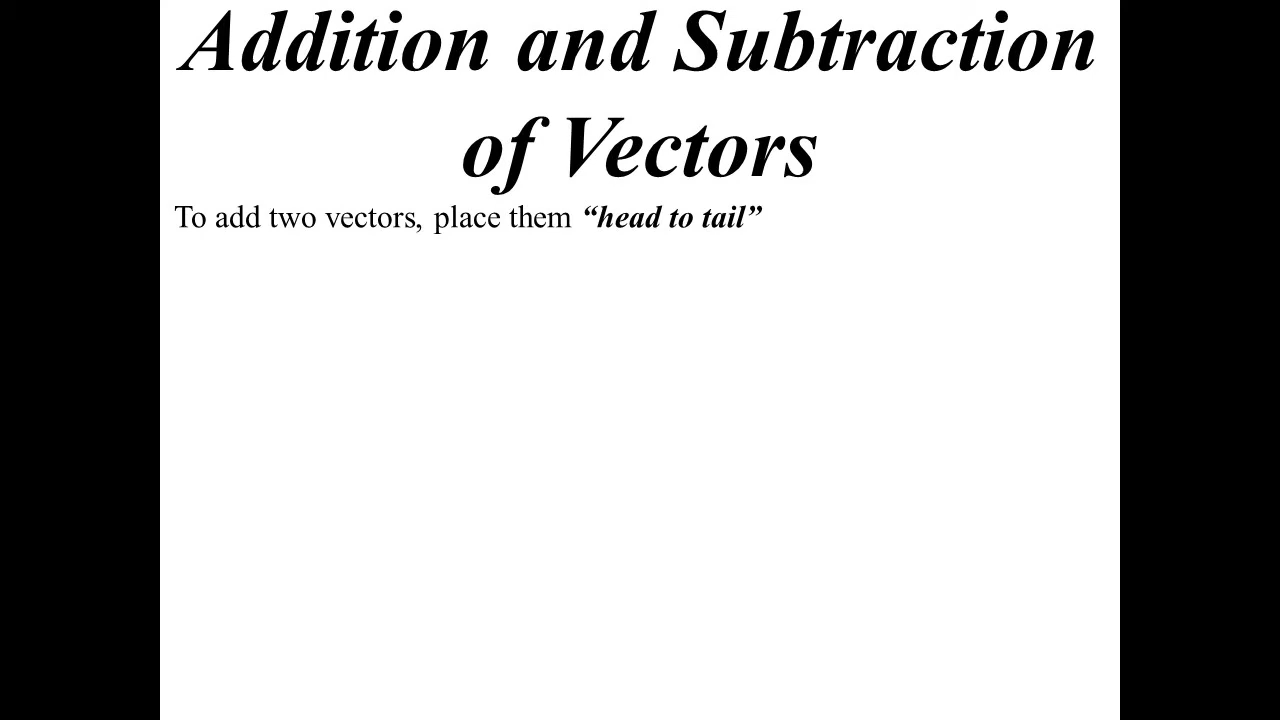 Addition and Subtraction
of Vectors
To add two vectors, place them “head to tail”